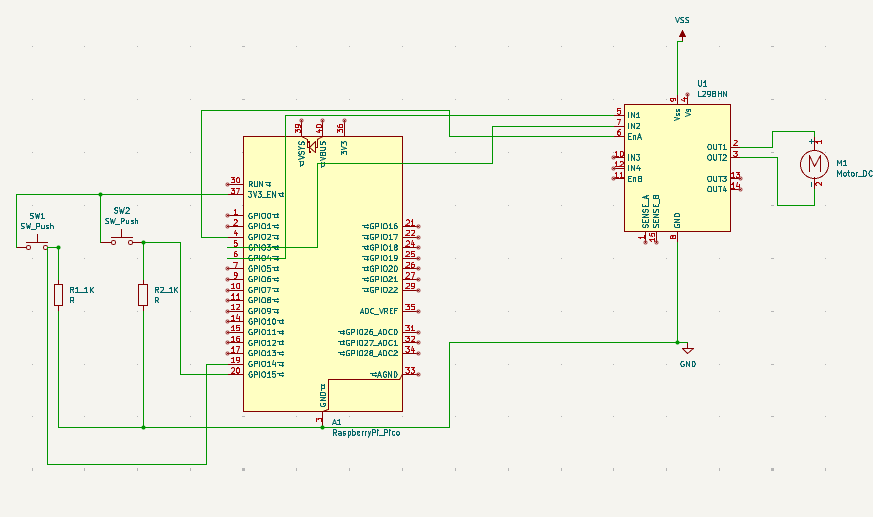 VSS
U1
L298HN
9
4
Vss
Vs
5
IN1
7
IN2
6
EnA
10
IN3
12
IN4
11
EnB
OUT1
2
OUT2
3
OUT3
13
OUT4
14
SENSE_A
SENSE_B
GND
1
15
8
+
1
M
-
2
M1
Motor_DC
39
40
36
VSYS
VBUS
3V3
30
RUN
37
3V3_EN
1
GPIO0
2
GPIO1
4
GPIO2
5
GPIO3
6
GPIO4
7
GPIO5
9
GPIO6
10
GPIO7
11
GPIO8
12
GPIO9
14
GPIO10
15
GPIO11
16
GPIO12
17
GPIO13
19
GPIO14
20
GPIO15
GPIO16
21
GPIO17
22
GPIO18
24
GPIO19
25
GPIO20
26
GPIO21
27
GPIO22
29
ADC_VREF
35
GPIO26_ADC0
31
GPIO27_ADC1
32
GPIO28_ADC2
34
AGND
33
GND
3
A1
RaspberryPi_Pico
SW1
SW_Push
SW2
SW_Push
R1_1K
R
R2_1K
R
GND